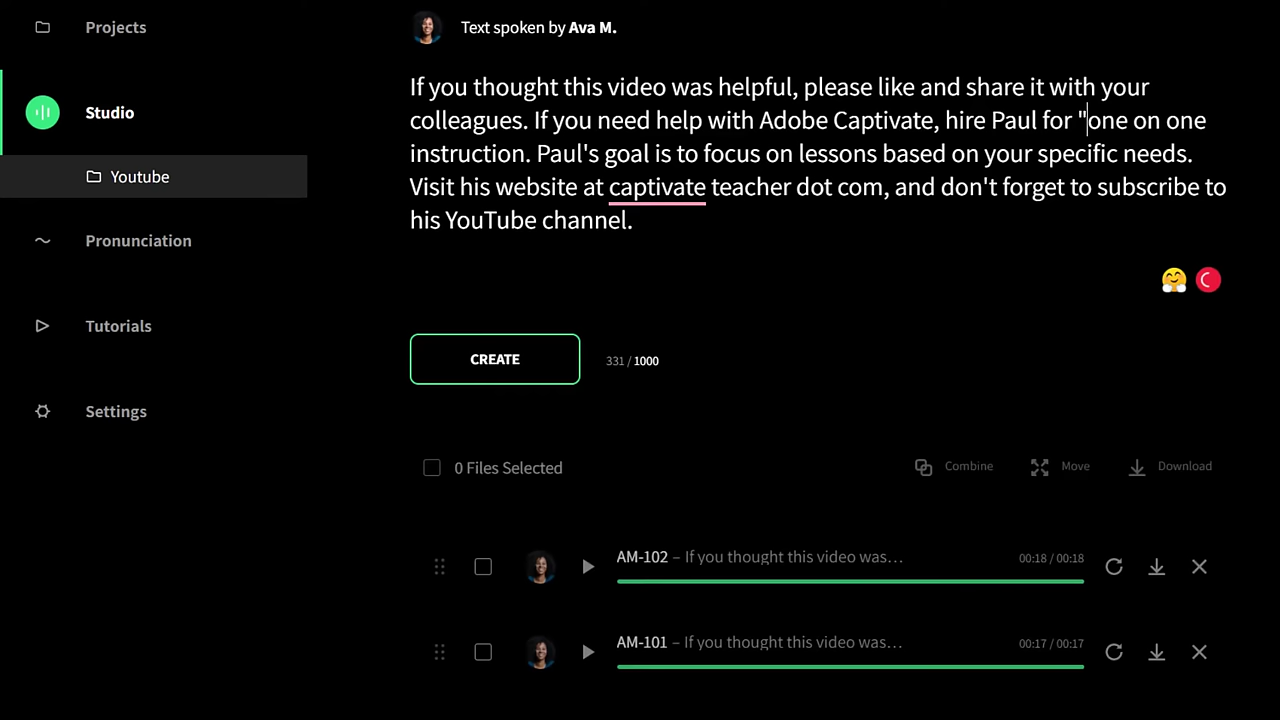 Projects
Studio
Youtube
Pronunciation
Tutorials
Settings
Text spoken by Ava M.
If you thought this video was helpful, please like and share it with your
colleagues. If you need help with Adobe Captivate, hire Paul for "one on one
instruction. Paul's goal is to focus on lessons based on your specific needs.
Visit his website at captivate teacher dot com, and don't forget to subscribe to
his YouTube channel.
CREATE
331 / 1000
0 Files Selected
Combine
Move
Download
AM-102 – If you thought this video was…
00:18 / 00:18
AM-101 – If you thought this video was…
00:17 / 00:17